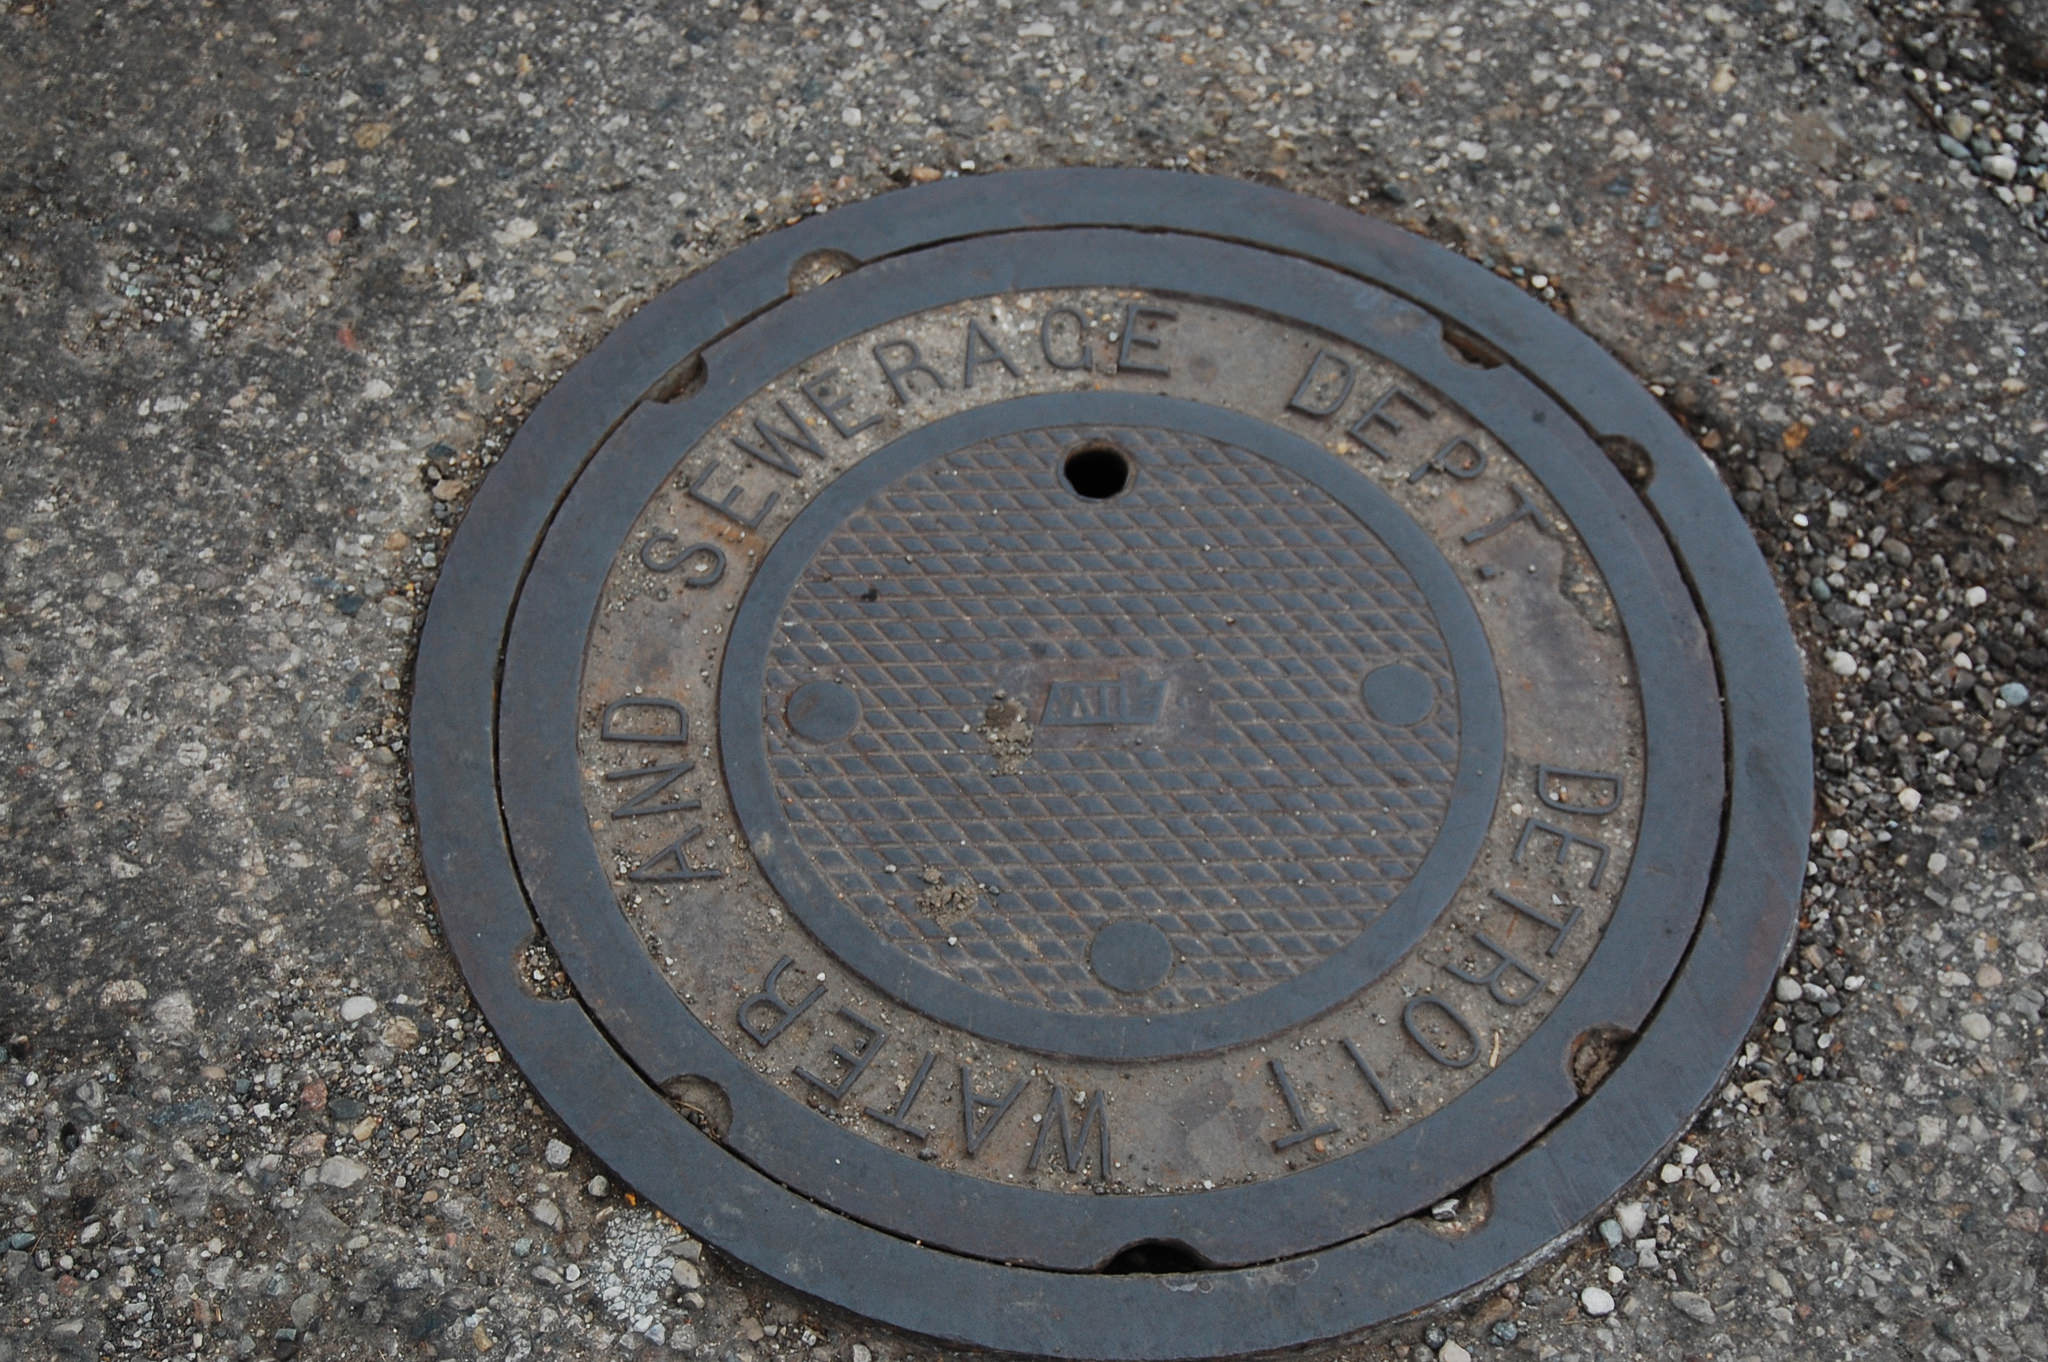 DETROIT WATER AND SEWERAGE DEPT.